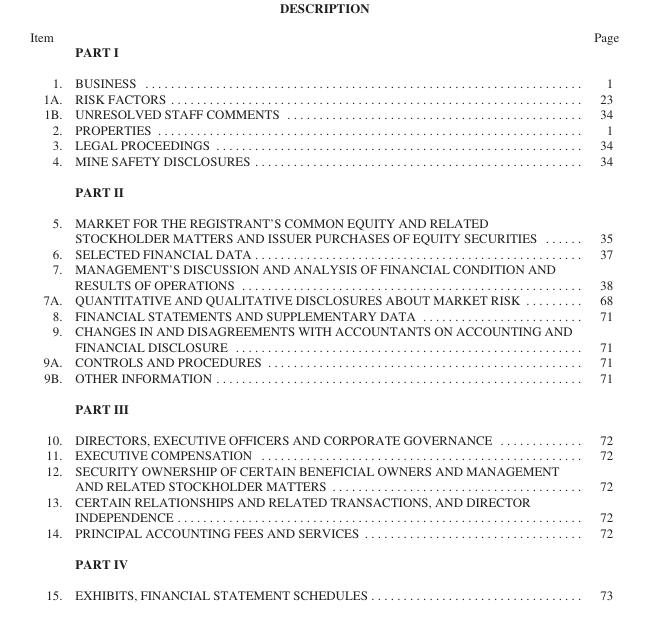 DESCRIPTION
Item Page
PART I
1. BUSINESS 1
1A. RISK FACTORS 23
1B. UNRESOLVED STAFF COMMENTS 34
2. PROPERTIES 1
3. LEGAL PROCEEDINGS 34
4. MINE SAFETY DISCLOSURES 34
PART II
5. MARKET FOR THE REGISTRANT'S COMMON EQUITY AND RELATED
STOCKHOLDER MATTERS AND ISSUER PURCHASES OF EQUITY SECURITIES 35
6. SELECTED FINANCIAL DATA 37
7. MANAGEMENT'S DISCUSSION AND ANALYSIS OF FINANCIAL CONDITION AND
RESULTS OF OPERATIONS 38
7A. QUANTITATIVE AND QUALITATIVE DISCLOSURES ABOUT MARKET RISK 68
8. FINANCIAL STATEMENTS AND SUPPLEMENTARY DATA 71
9. CHANGES IN AND DISAGREEMENTS WITH ACCOUNTANTS ON ACCOUNTING AND
FINANCIAL DISCLOSURE 71
9A. CONTROLS AND PROCEDURES 71
9B. OTHER INFORMATION 71
PART III
10. DIRECTORS, EXECUTIVE OFFICERS AND CORPORATE GOVERNANCE 72
11. EXECUTIVE COMPENSATION 72
12. SECURITY OWNERSHIP OF CERTAIN BENEFICIAL OWNERS AND MANAGEMENT
AND RELATED STOCKHOLDER MATTERS 72
13. CERTAIN RELATIONSHIPS AND RELATED TRANSACTIONS, AND DIRECTOR
INDEPENDENCE 72
14. PRINCIPAL ACCOUNTING FEES AND SERVICES 72
PART IV
15. EXHIBITS, FINANCIAL STATEMENT SCHEDULES 73